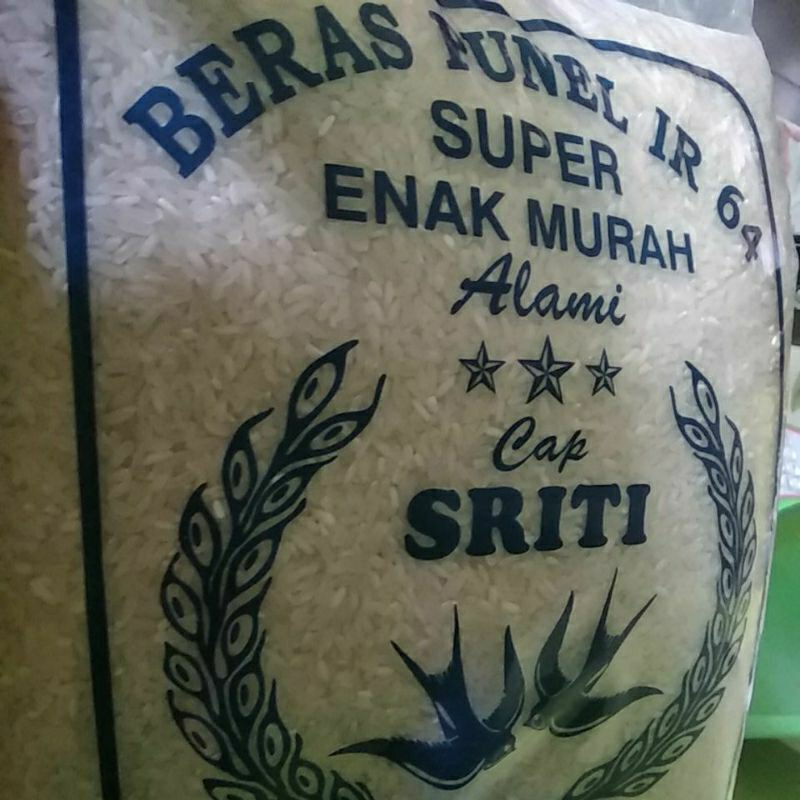 BERAS PUNEL IR 64
SUPER
ENAK MURAH
Alami
Cap
SRITI